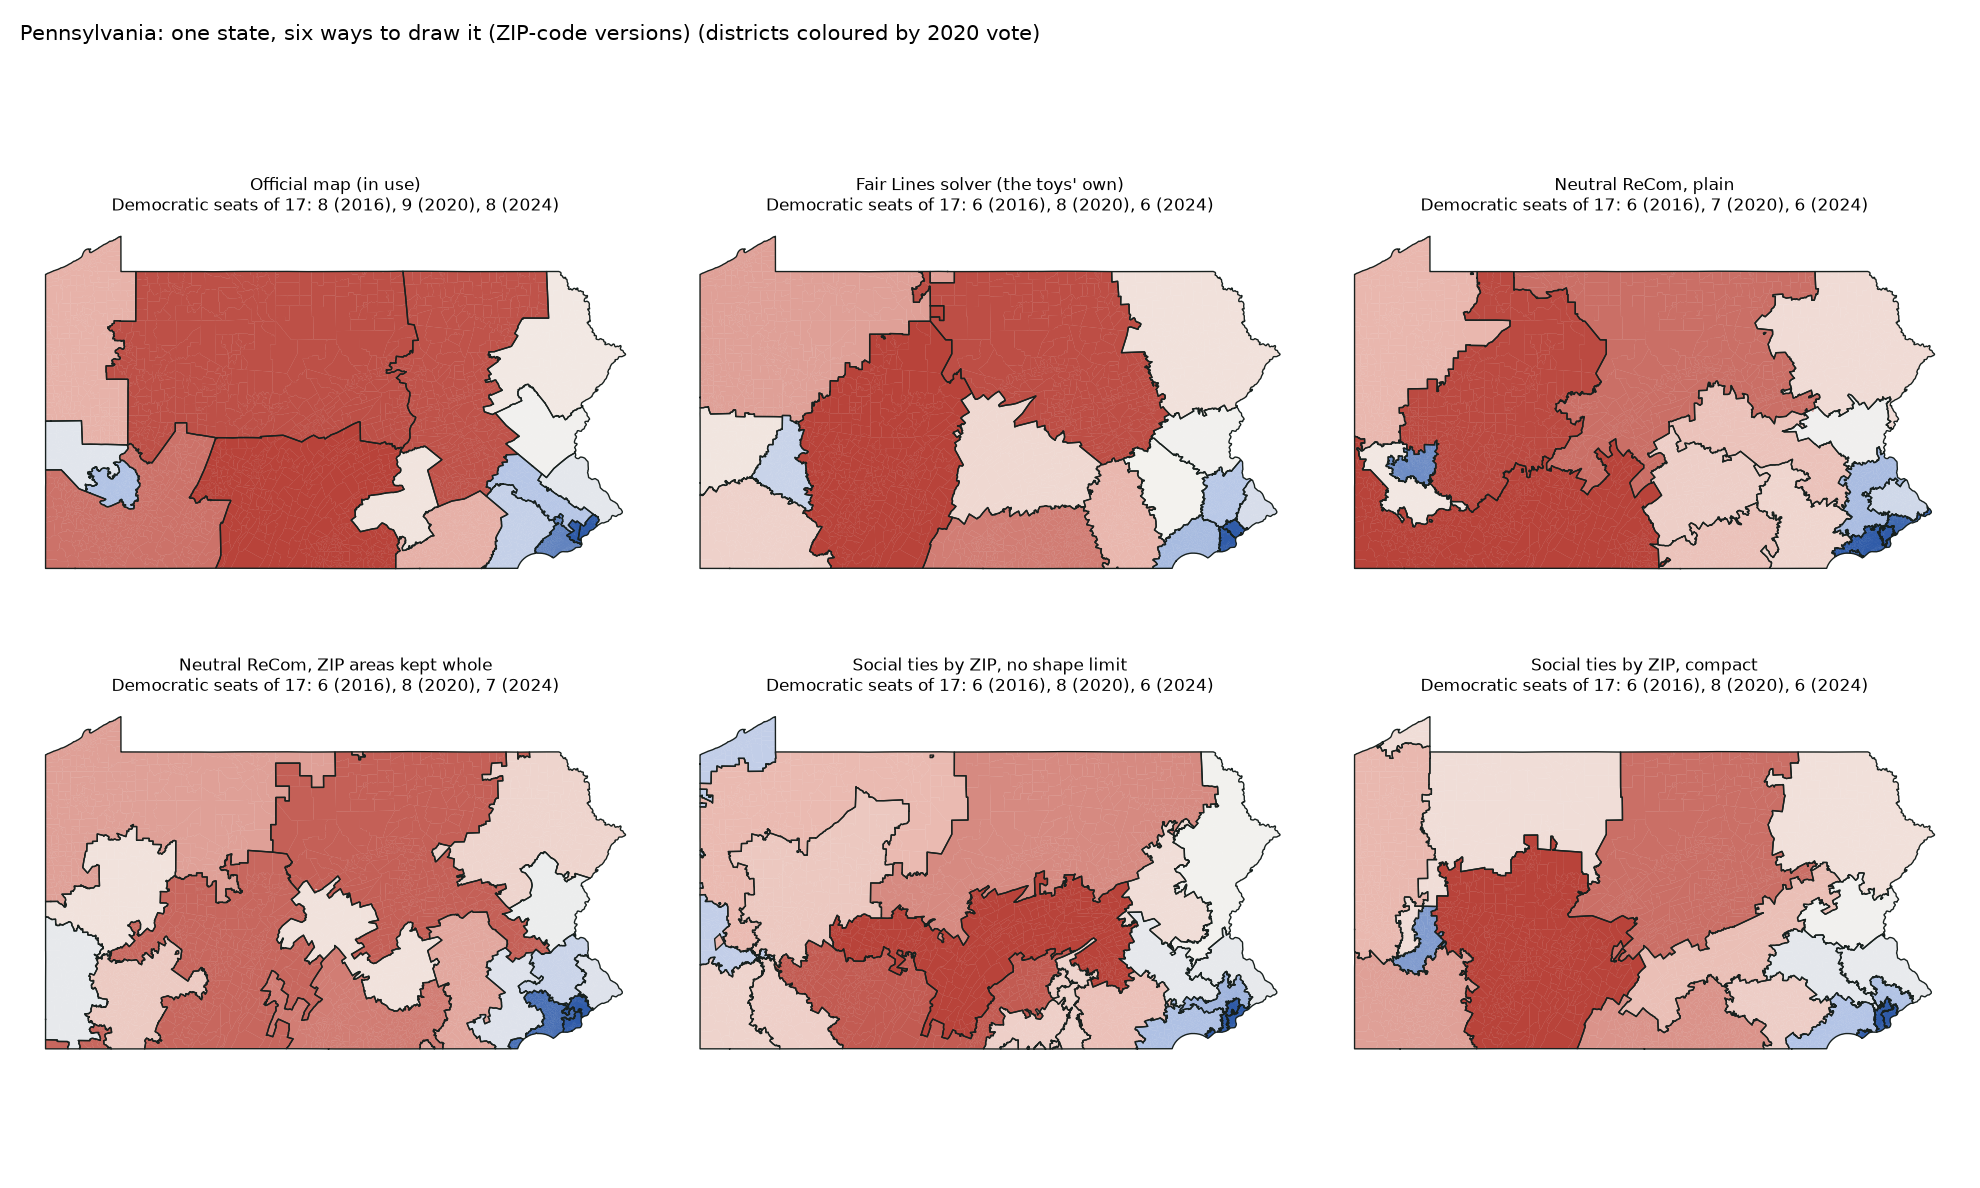 Pennsylvania: one state, six ways to draw it (ZIP-code versions) (districts coloured by 2020 vote)
Official map (in use)
Democratic seats of 17: 8 (2016), 9 (2020), 8 (2024)
Fair Lines solver (the toys' own)
Democratic seats of 17: 6 (2016), 8 (2020), 6 (2024)
Neutral ReCom, plain
Democratic seats of 17: 6 (2016), 7 (2020), 6 (2024)
Neutral ReCom, ZIP areas kept whole
Democratic seats of 17: 6 (2016), 8 (2020), 7 (2024)
Social ties by ZIP, no shape limit
Democratic seats of 17: 6 (2016), 8 (2020), 6 (2024)
Social ties by ZIP, compact
Democratic seats of 17: 6 (2016), 8 (2020), 6 (2024)